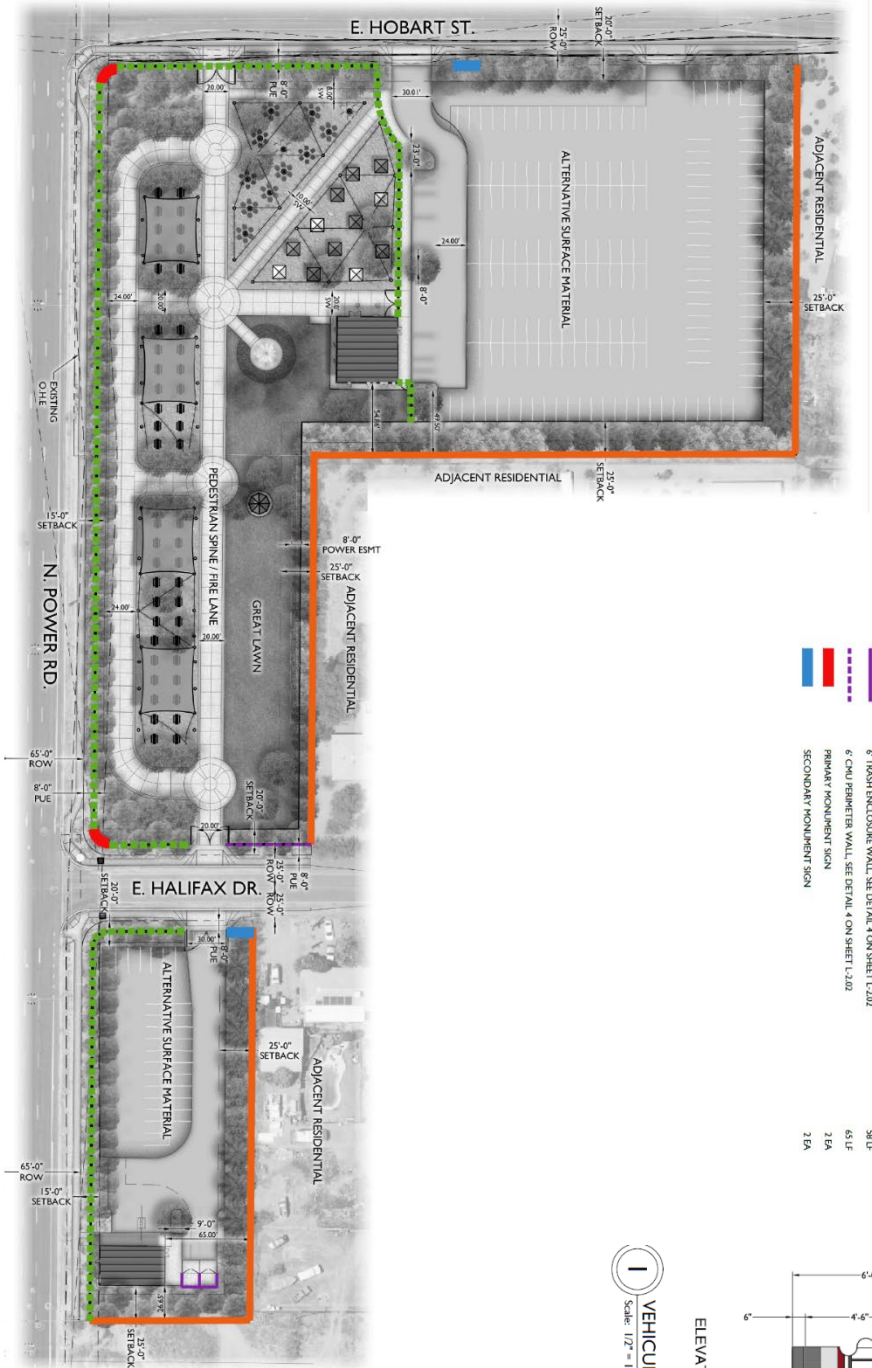 E. HOBART ST.
20'-0"
SETBACK
25'-0"
ROW
8'-0"
PUE
8.00'
SW
20.00'
30.01'
23'-0"
ADJACENT RESIDENTIAL
ALTERNATIVE SURFACE MATERIAL
10.00'
SW
24.00'
8'-0"
25'-0"
SETBACK
24.00'
20.00'
20.0'
SW
EXISTING
O.H.E
54.86'
49.50'
25'-0"
SETBACK
ADJACENT RESIDENTIAL
PEDESTRIAN SPINE / FIRE LANE
15'-0"
SETBACK
8'-0"
POWER ESMT
25'-0"
SETBACK
N. POWER RD.
24.00'
20.00'
GREAT LAWN
ADJACENT RESIDENTIAL
65'-0"
ROW
8'-0"
PUE
20'-0"
SETBACK
20.00'
8'-0"
PUE
25'-0"
ROW
25'-0"
ROW
20'-0"
SETBACK
E. HALIFAX DR.
30.00'
8'-0"
PUE
ALTERNATIVE SURFACE MATERIAL
25'-0"
SETBACK
ADJACENT RESIDENTIAL
65'-0"
ROW
15'-0"
SETBACK
9'-0"
65.00'
26.65'
25'-0"
SETBACK
6' TRASH ENCLOSURE WALL, SEE DETAIL 4 ON SHEET L-2.02
58 LF
6' CMU PERIMETER WALL, SEE DETAIL 4 ON SHEET L-2.02
65 LF
PRIMARY MONUMENT SIGN
2 EA
SECONDARY MONUMENT SIGN
2 EA
1
VEHICU
Scale: 1/2" = 1
ELEVA
6"
4'-6"